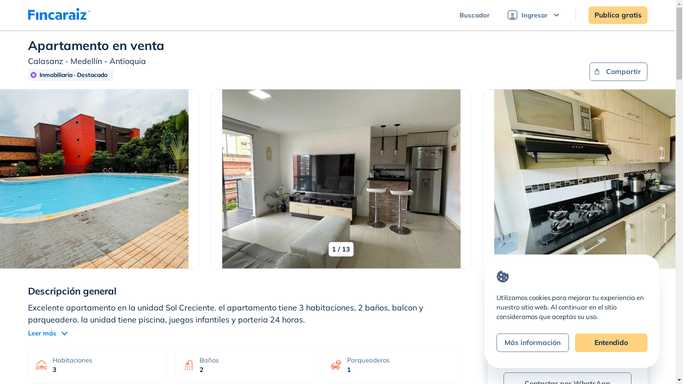 Fincaraiz
Buscador
Ingresar
Publica gratis
Apartamento en venta
Calasanz - Medellín - Antioquia
Inmobiliaria · Destacado
Compartir
1 / 13
Descripción general
Excelente apartamento en la unidad Sol Creciente. el apartamento tiene 3 habitaciones, 2 baños, balcon y
parqueadero. la unidad tiene piscina, juegos infantiles y porteria 24 horas.
Leer más
Habitaciones
3
Baños
2
Parqueaderos
1
Utilizamos cookies para mejorar tu experiencia en
nuestro sitio web. Al continuar en el sitio
consideramos que aceptas su uso.
Más información
Entendido
Contactar por WhatsApp